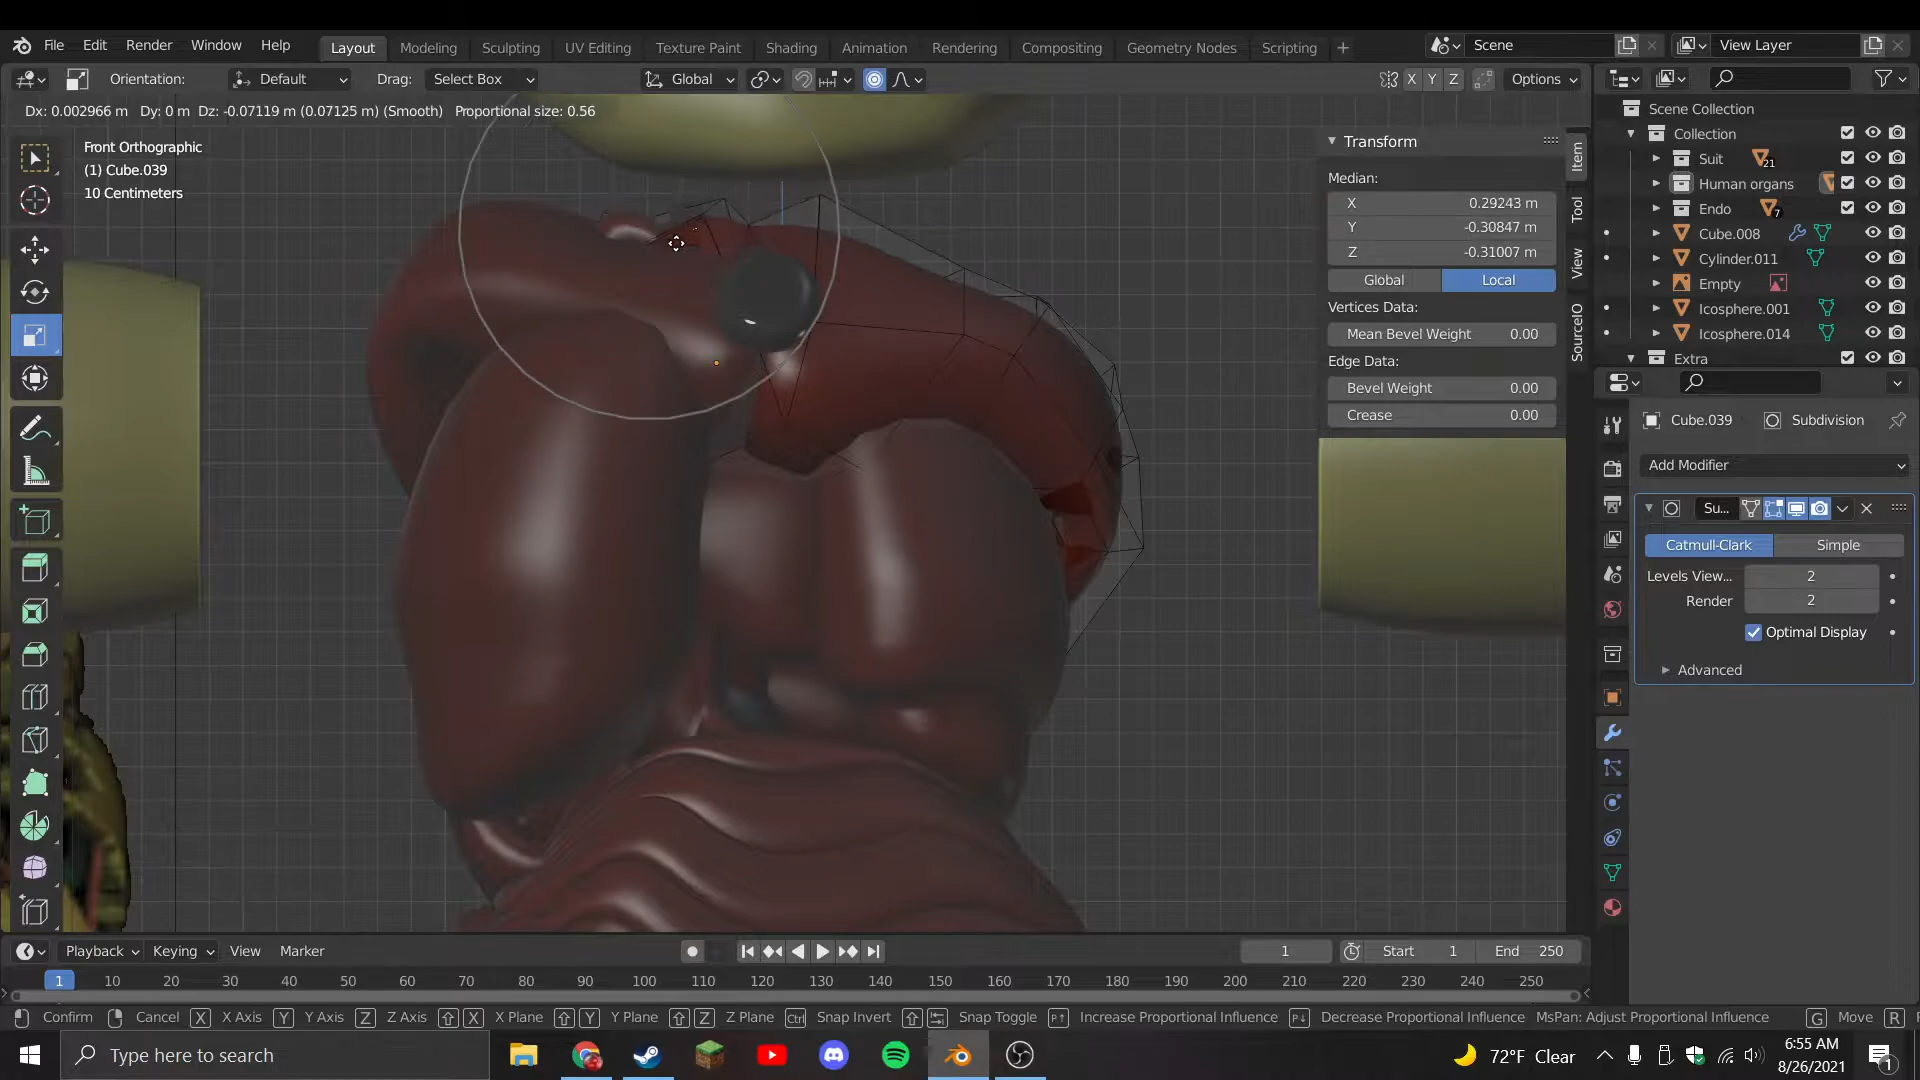 File Edit Render Window Help Layout Modeling Sculpting UV Editing Texture Paint Shading Animation Rendering Compositing Geometry Nodes Scripting + Scene View Layer
Orientation: Default Drag: Select Box Global X Y Z Options
Dx: 0.002966 m Dy: 0 m Dz: -0.07119 m (0.07125 m) (Smooth) Proportional size: 0.56
Front Orthographic
(1) Cube.039
10 Centimeters
Transform
Median:
X 0.29243 m
Y -0.30847 m
Z -0.31007 m
Global Local
Vertices Data:
Mean Bevel Weight 0.00
Edge Data:
Bevel Weight 0.00
Crease 0.00
Item
Tool
View
SourceIO
Scene Collection
Collection
Suit 21
Human organs
Endo 7
Cube.008
Cylinder.011
Empty
Icosphere.001
Icosphere.014
Extra
Cube.039 Subdivision
Add Modifier
Su...
Catmull-Clark Simple
Levels View... 2
Render 2
Optimal Display
Advanced
Playback Keying View Marker 1 Start 1 End 250
1 10 20 30 40 50 60 70 80 90 100 110 120 130 140 150 160 170 180 190 200 210 220 230 240 250
Confirm Cancel X X Axis Y Y Axis Z Z Axis X X Plane Y Y Plane Z Z Plane Ctrl Snap Invert Snap Toggle Increase Proportional Influence Decrease Proportional Influence MsPan: Adjust Proportional Influence G Move R
Type here to search 72°F Clear 6:55 AM
8/26/2021
1